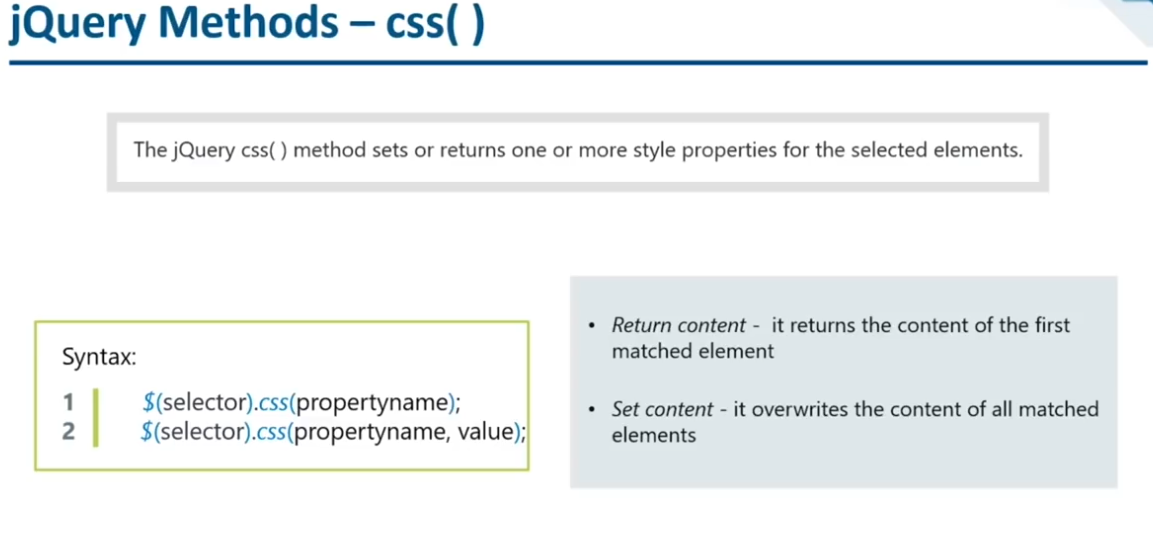 jQuery Methods – css( )
The jQuery css( ) method sets or returns one or more style properties for the selected elements.
Syntax:
1 $(selector).css(propertyname);
2 $(selector).css(propertyname, value);
• Return content - it returns the content of the first
matched element
• Set content - it overwrites the content of all matched
elements